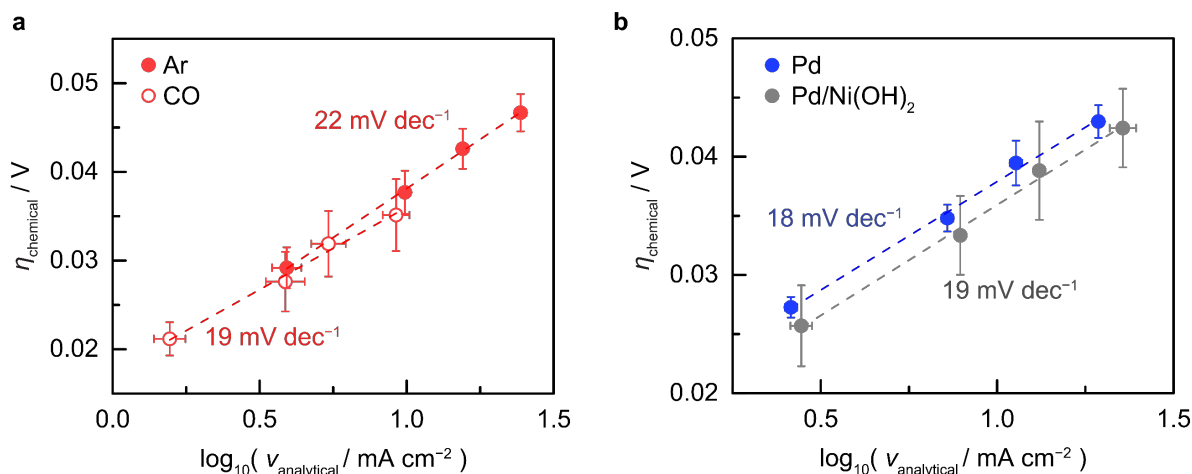 a
0.05
0.04
0.03
0.02
η_chemical / V
Ar
CO
22 mV dec⁻¹
19 mV dec⁻¹
0.0
0.5
1.0
1.5
log₁₀( v_analytical / mA cm⁻² )
b
0.05
0.04
0.03
0.02
η_chemical / V
Pd
Pd/Ni(OH)₂
18 mV dec⁻¹
19 mV dec⁻¹
0.5
1.0
1.5
log₁₀( v_analytical / mA cm⁻² )